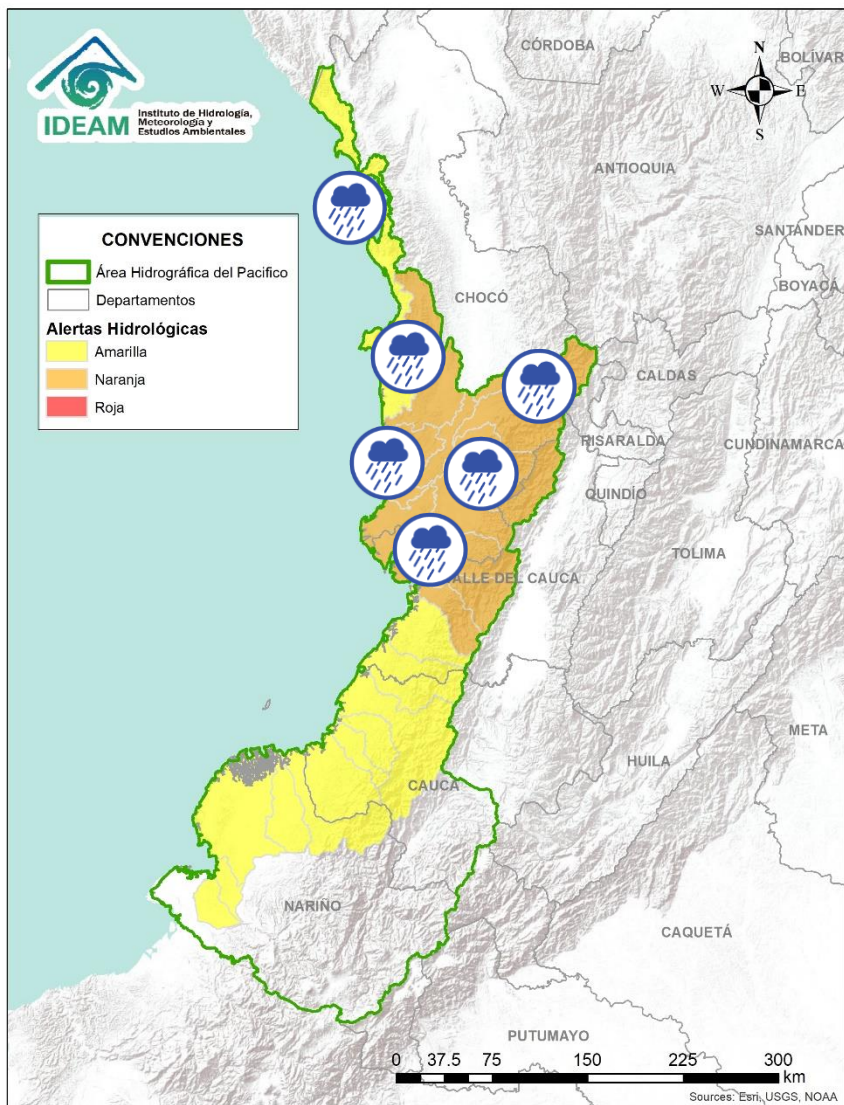 IDEAM
Instituto de Hidrología,
Meteorología y
Estudios Ambientales
N
W E
S
CÓRDOBA
BOLÍVAR
ANTIOQUIA
SANTANDER
BOYACÁ
CONVENCIONES
Área Hidrográfica del Pacifico
Departamentos
Alertas Hidrológicas
Amarilla
Naranja
Roja
CHOCÓ
CALDAS
RISARALDA
CUNDINAMARCA
QUINDÍO
TOLIMA
ALLE DEL CAUCA
META
HUILA
CAUCA
NARIÑO
CAQUETÁ
PUTUMAYO
0 37.5 75 150 225 300
km
Sources: Esri, USGS, NOAA